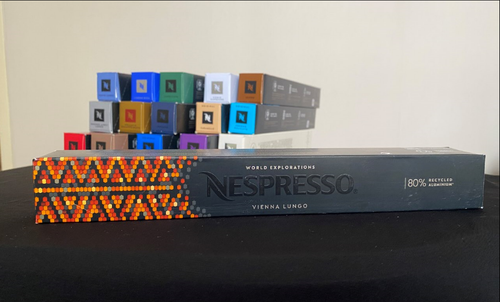 WORLD EXPLORATIONS
NESPRESSO.
VIENNA LUNGO
80% RECYCLED
ALUMINIUM*